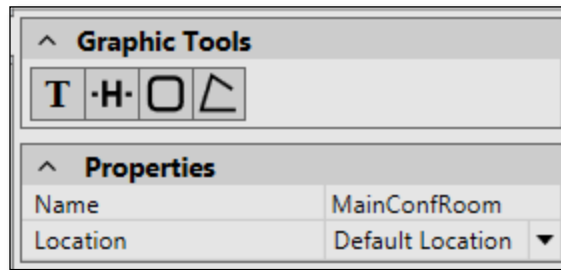 Graphic Tools
T ·H·
Properties
Name MainConfRoom
Location Default Location